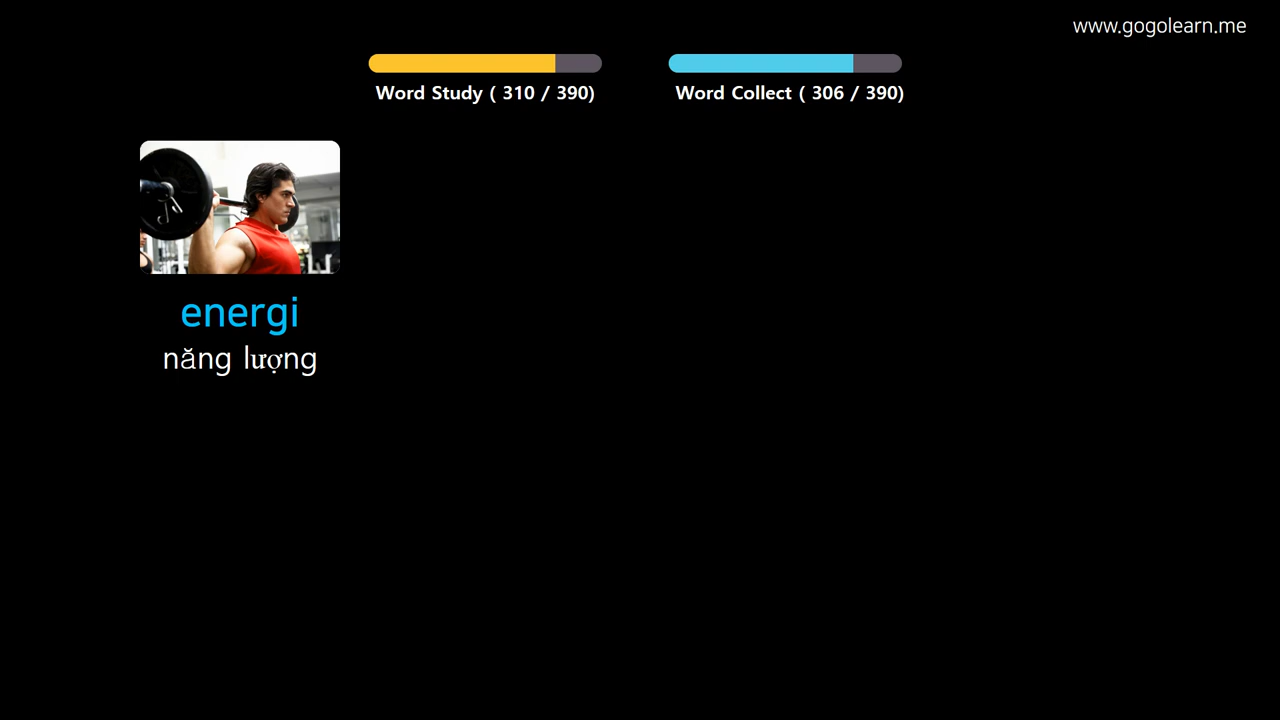 www.gogolearn.me
Word Study ( 310 / 390)
Word Collect ( 306 / 390)
energi
năng lượng